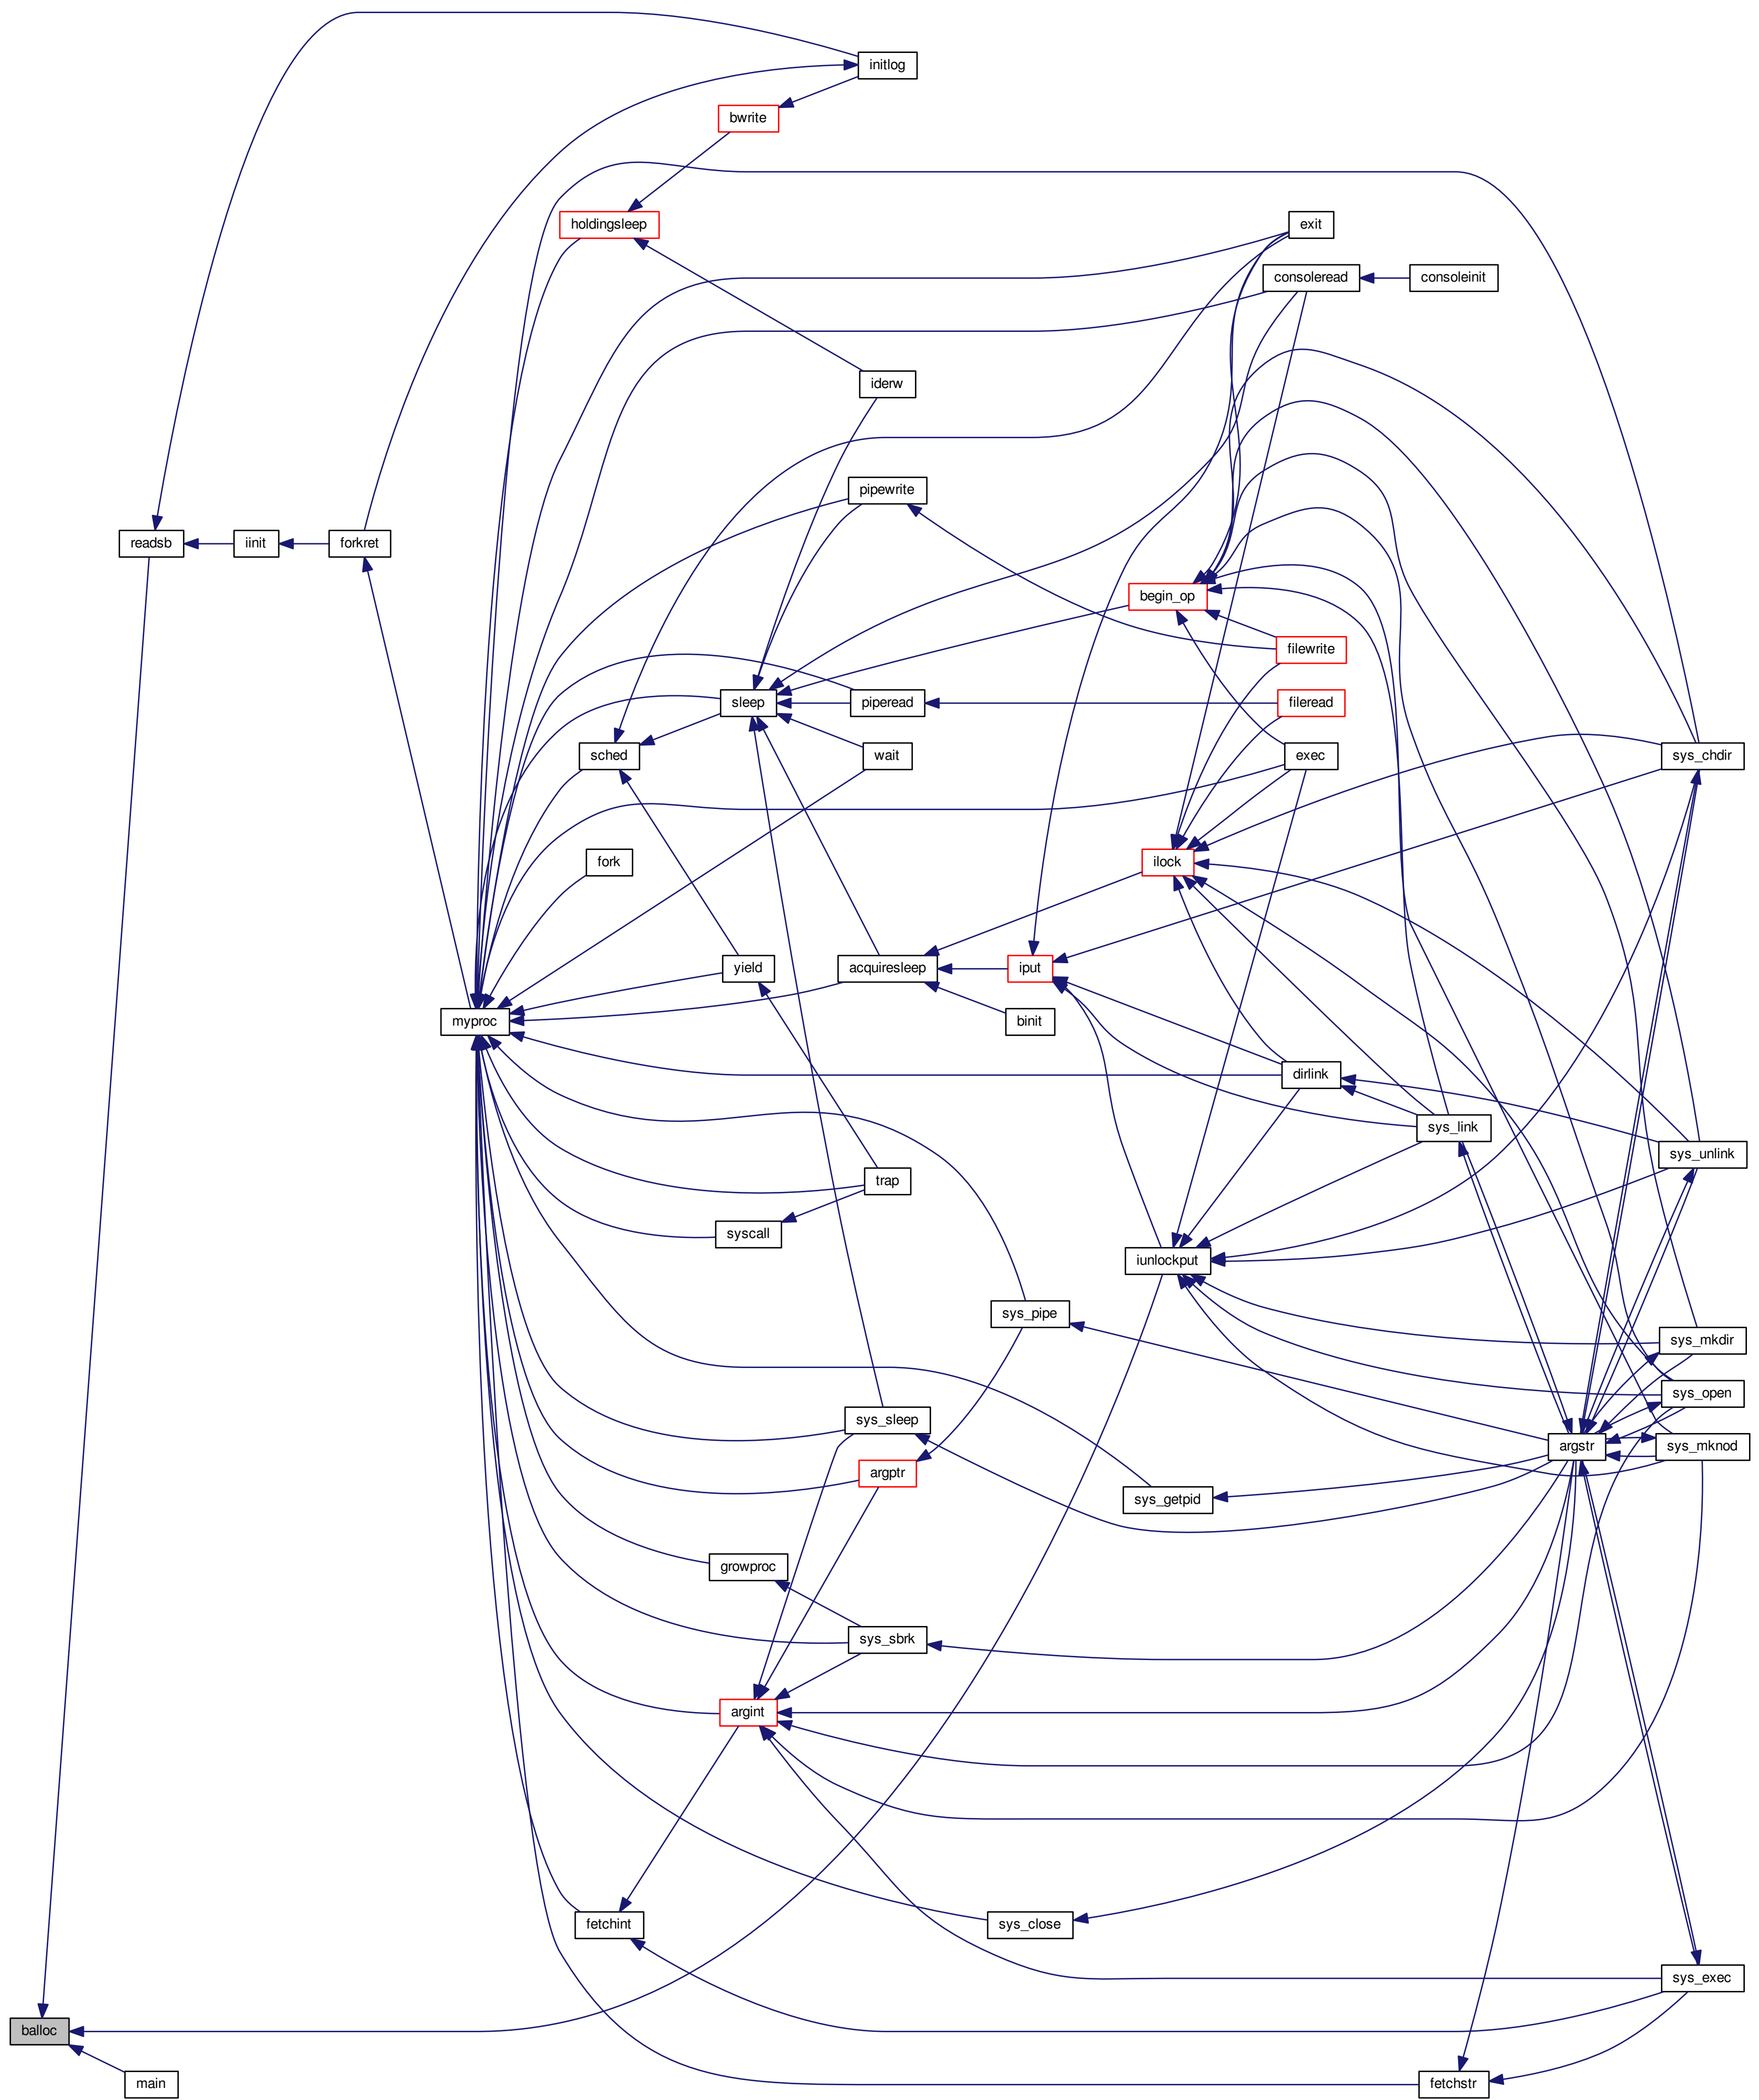 initlog
bwrite
holdingsleep
exit
consoleread
consoleinit
iderw
pipewrite
readsb
iinit
forkret
begin_op
filewrite
sleep
piperead
fileread
sched
wait
exec
sys_chdir
fork
ilock
yield
acquiresleep
iput
myproc
binit
dirlink
sys_link
sys_unlink
trap
syscall
iunlockput
sys_pipe
sys_mkdir
sys_open
sys_sleep
argstr
sys_mknod
argptr
sys_getpid
growproc
sys_sbrk
argint
fetchint
sys_close
sys_exec
balloc
main
fetchstr